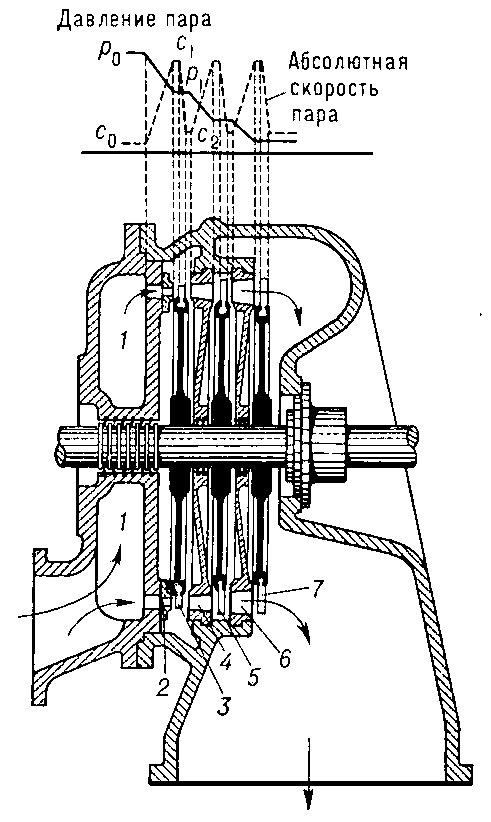 Давление пара
p₀
c₁
p₁
Абсолютная
скорость
пара
c₀
c₂
1
1
7
6
5
4
3
2